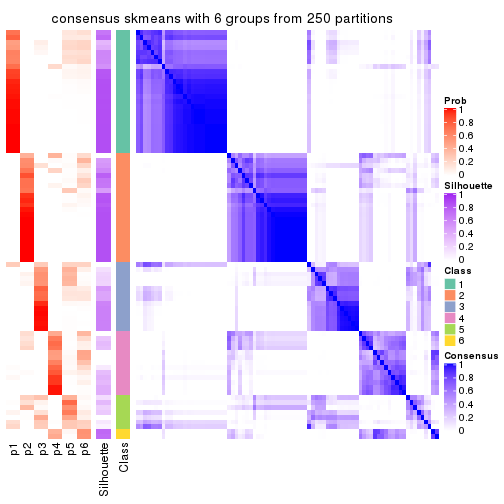 consensus skmeans with 6 groups from 250 partitions
Prob
1
0.8
0.6
0.4
0.2
0
Silhouette
1
0.8
0.6
0.4
0.2
0
Class
1
2
3
4
5
6
Consensus
1
0.8
0.6
0.4
0.2
0
p1
p2
p3
p4
p5
p6
Silhouette
Class